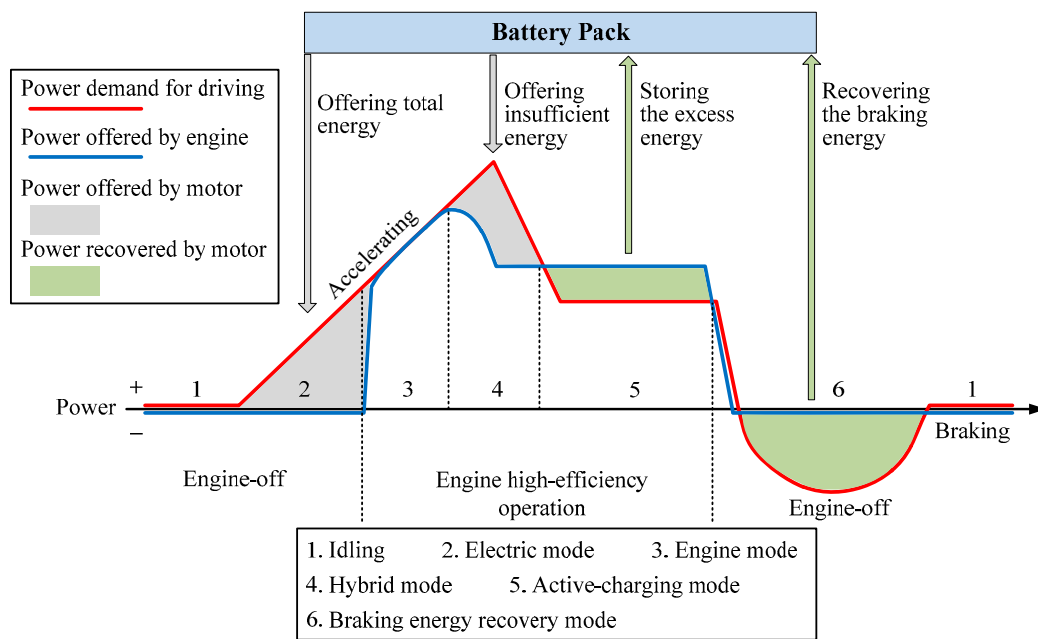 Battery Pack
Power demand for driving
Power offered by engine
Power offered by motor
Power recovered by motor
Offering total
energy
Offering
insufficient
energy
Storing
the excess
energy
Recovering
the braking
energy
Accelerating
+ 1 2 3 4 5 6 1
Power
– Braking
Engine-off
Engine high-efficiency
operation
Engine-off
1. Idling 2. Electric mode 3. Engine mode
4. Hybrid mode 5. Active-charging mode
6. Braking energy recovery mode